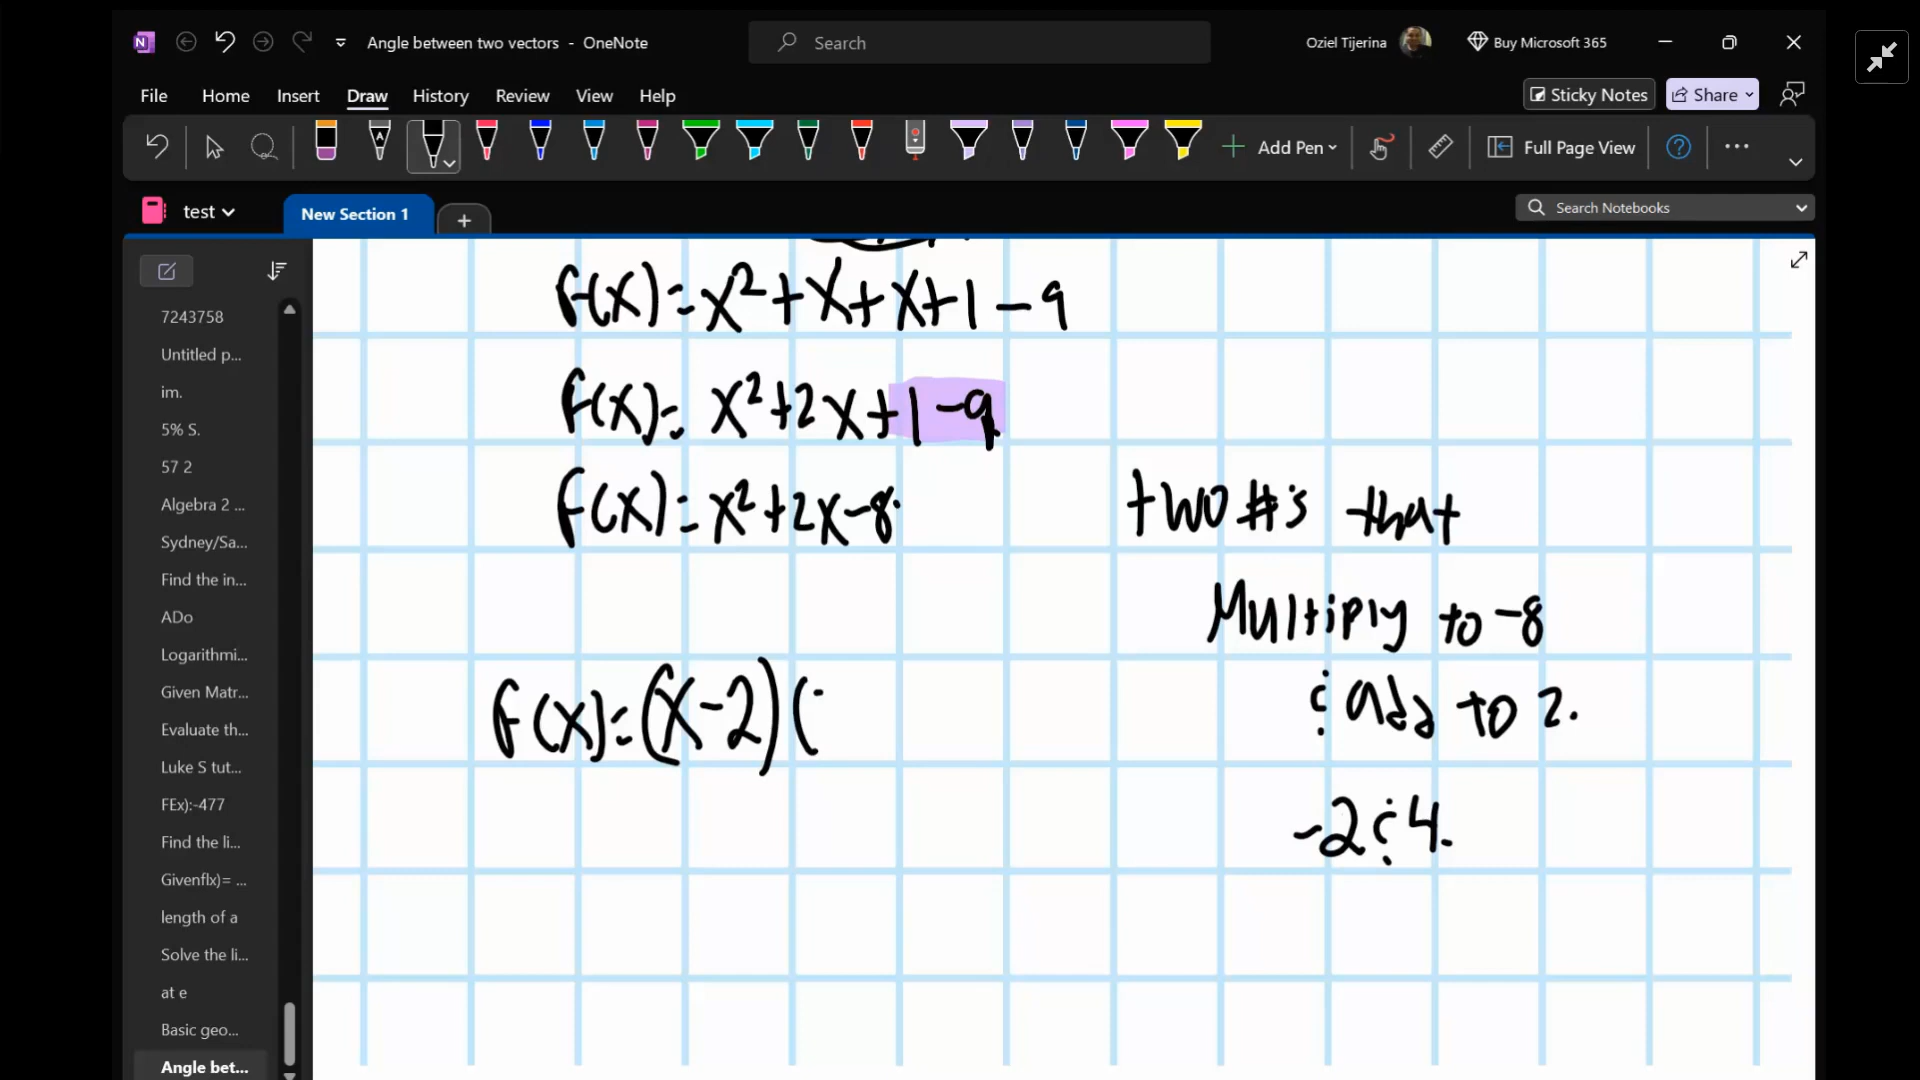 Angle between two vectors - OneNote
Search
Oziel Tijerina
Buy Microsoft 365
File Home Insert Draw History Review View Help
Sticky Notes
Share
Add Pen
Full Page View
test
New Section 1
Search Notebooks
7243758
Untitled p...
im.
5% S.
57 2
Algebra 2 ...
Sydney/Sa...
Find the in...
ADo
Logarithmi...
Given Matr...
Evaluate th...
Luke S tut...
FEx):-477
Find the li...
Givenflx)= ...
length of a
Solve the li...
at e
Basic geo...
Angle bet...
f(x)=x²+x+x+1-9
f(x)= x²+2x+1-9
f(x)=x²+2x-8
f(x)=(x-2)(
two #'s that
Multiply to -8
& add to 2.
-2 & 4.